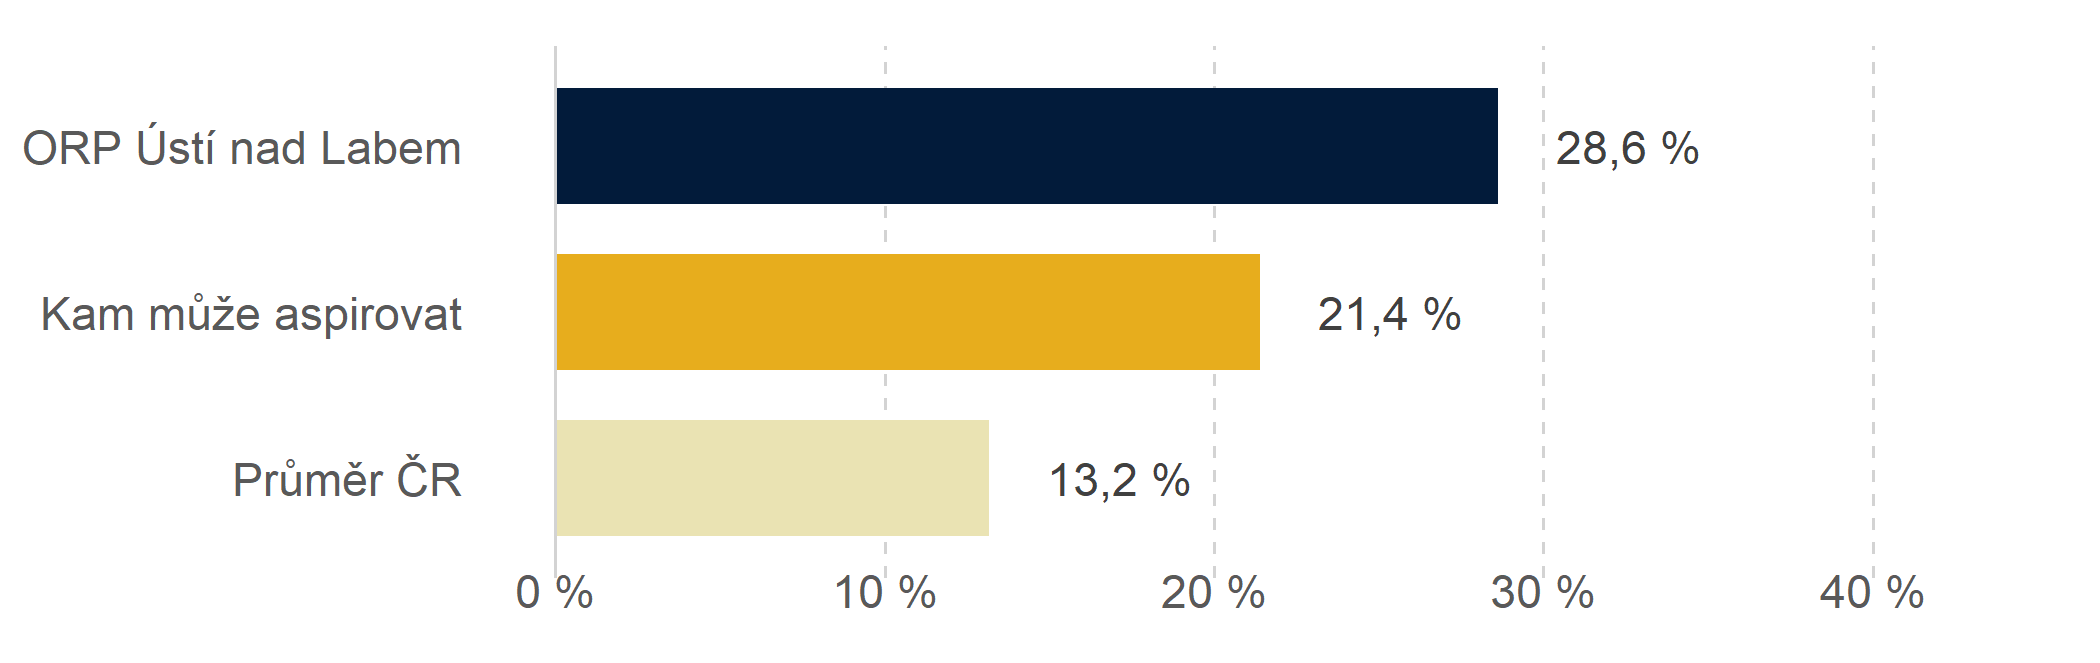 ORP Ústí nad Labem
28,6 %
Kam může aspirovat
21,4 %
Průměr ČR
13,2 %
0 % 10 % 20 % 30 % 40 %